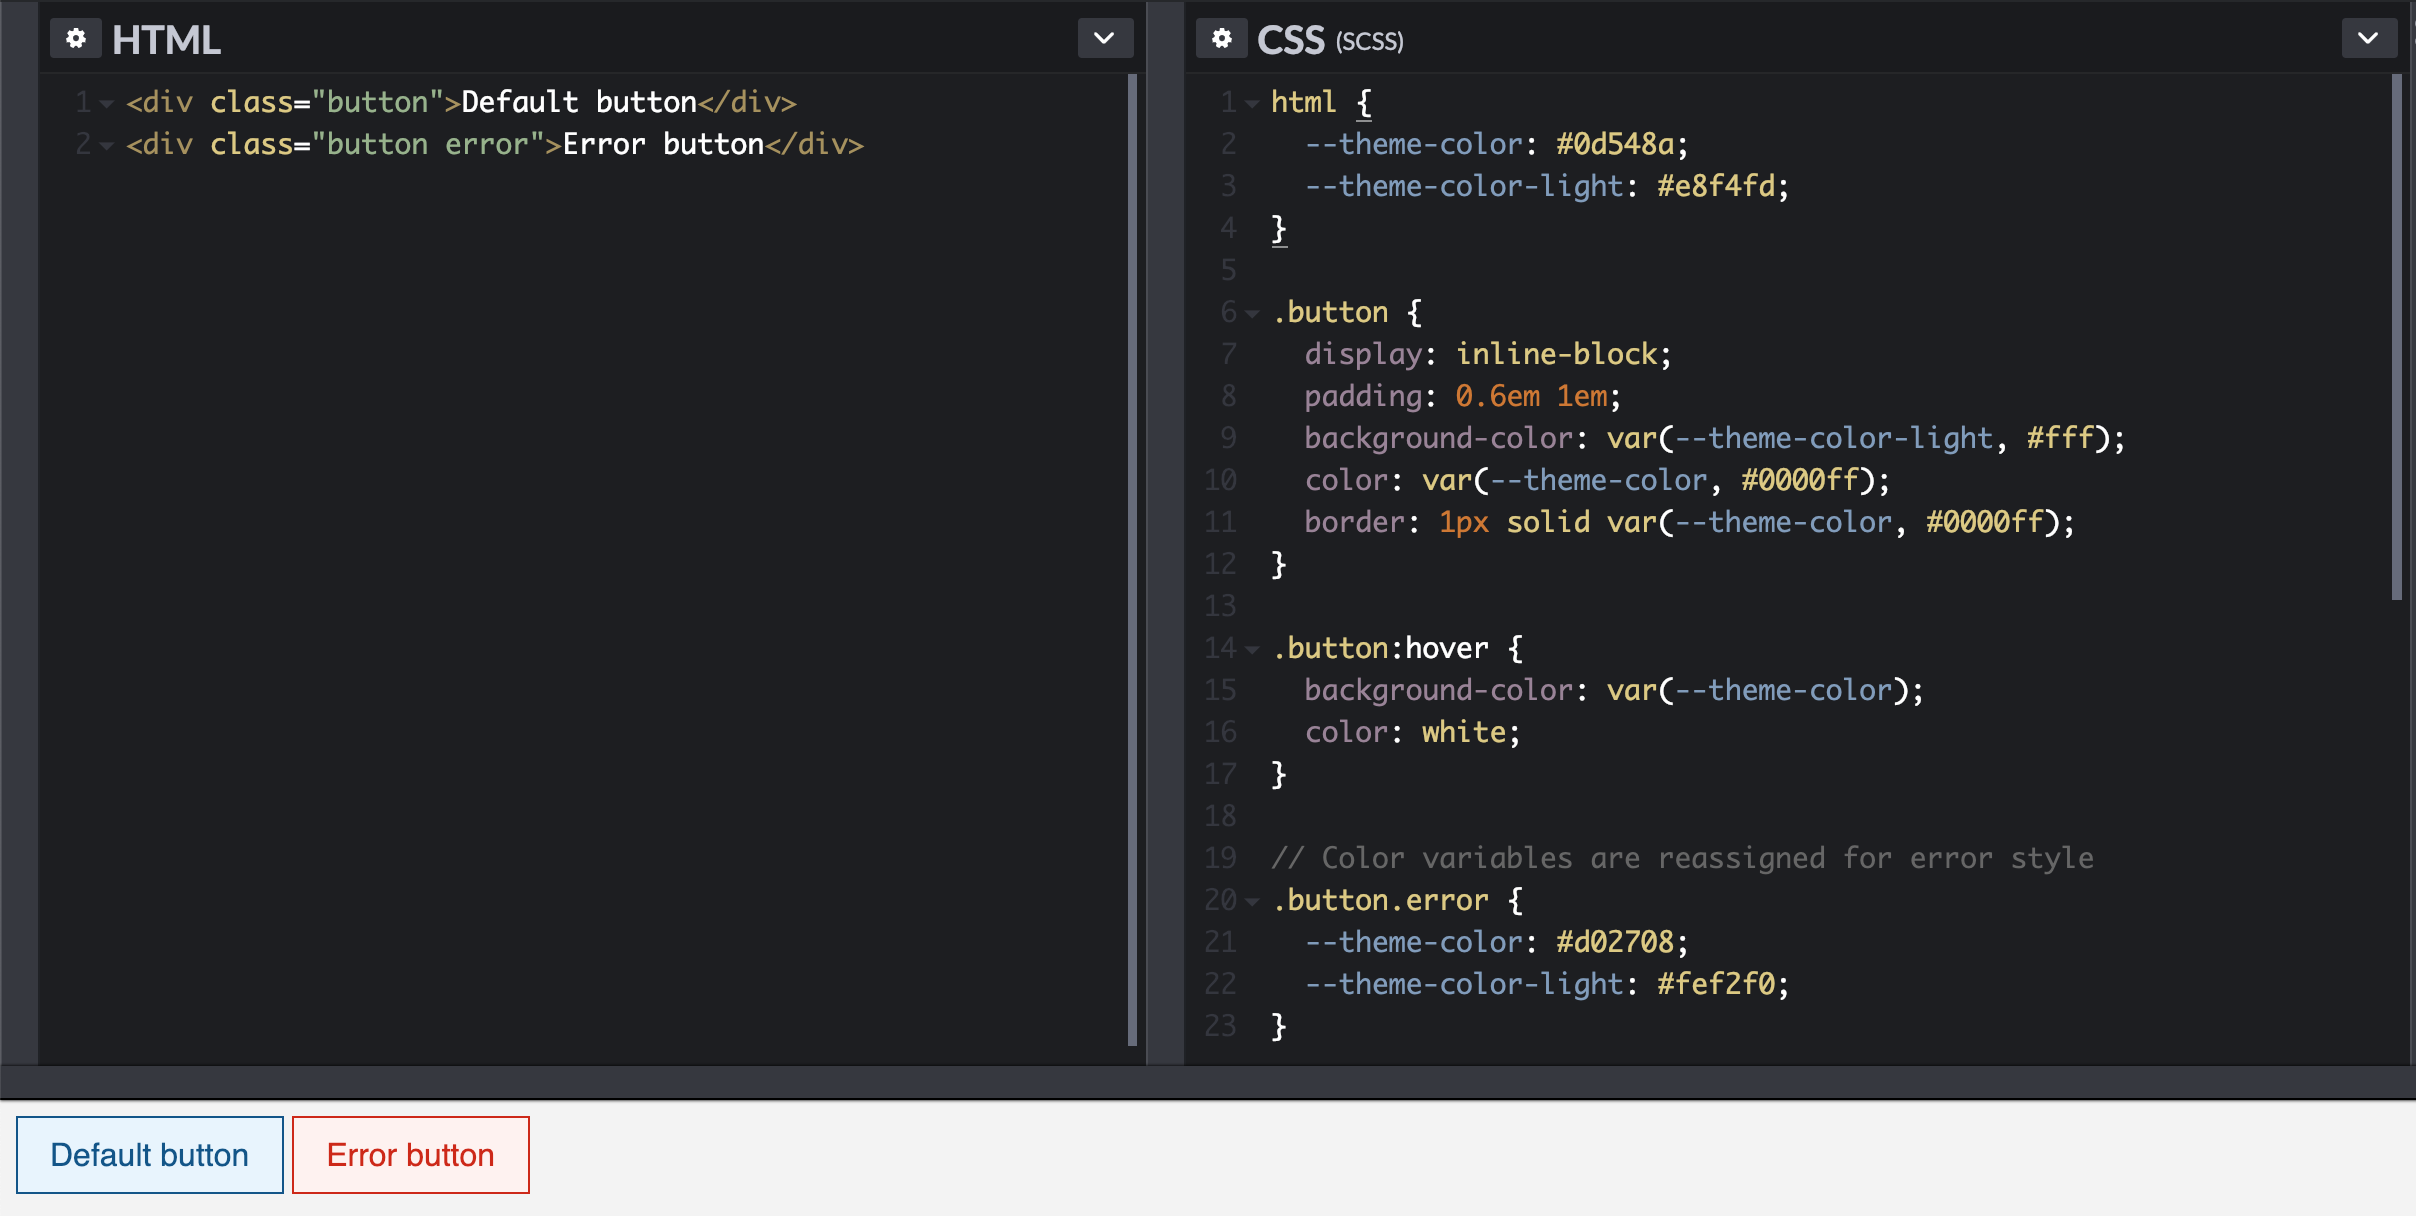 HTML
1 <div class="button">Default button</div>
2 <div class="button error">Error button</div>
CSS (SCSS)
1 html {
2   --theme-color: #0d548a;
3   --theme-color-light: #e8f4fd;
4 }
5
6 .button {
7   display: inline-block;
8   padding: 0.6em 1em;
9   background-color: var(--theme-color-light, #fff);
10   color: var(--theme-color, #0000ff);
11   border: 1px solid var(--theme-color, #0000ff);
12 }
13
14 .button:hover {
15   background-color: var(--theme-color);
16   color: white;
17 }
18
19 // Color variables are reassigned for error style
20 .button.error {
21   --theme-color: #d02708;
22   --theme-color-light: #fef2f0;
23 }
Default button
Error button